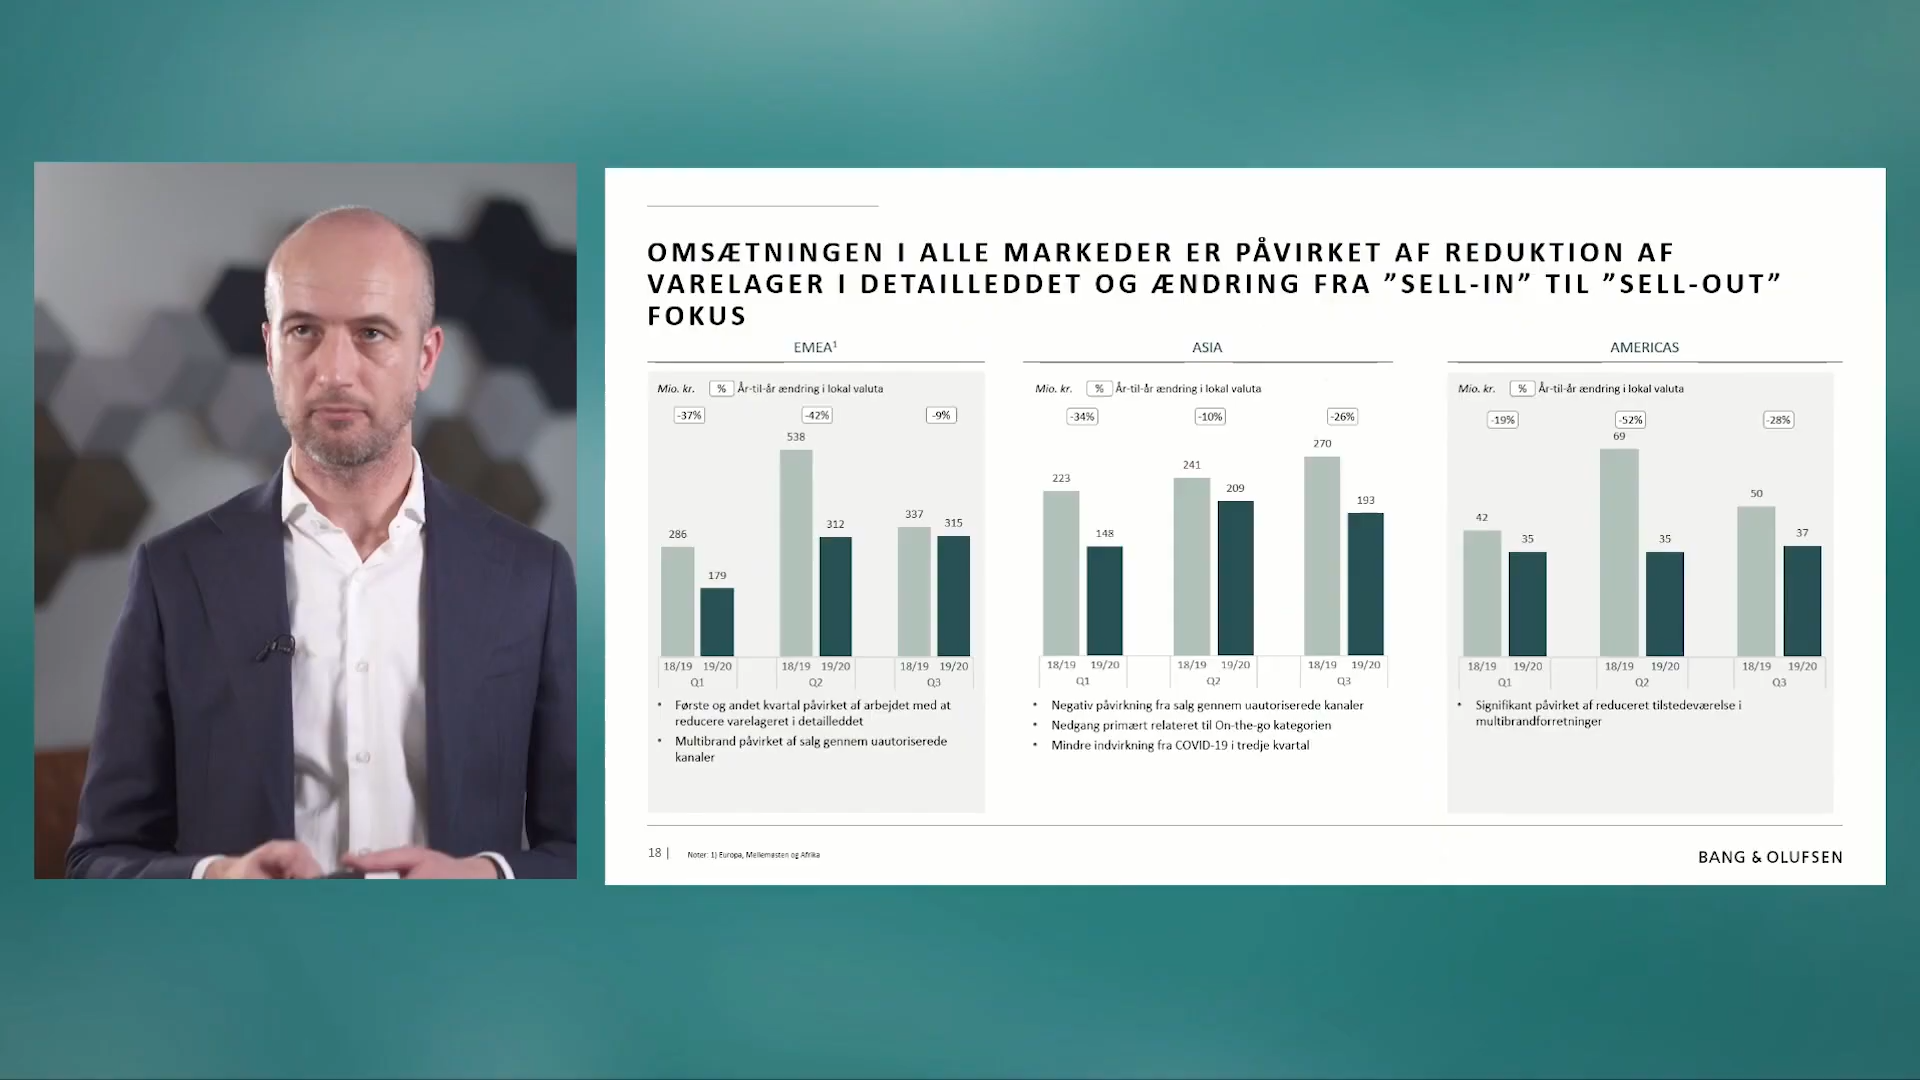 OMSÆTNINGEN I ALLE MARKEDER ER PÅVIRKET AF REDUKTION AF
VARELAGER I DETAILLEDDET OG ÆNDRING FRA ”SELL-IN” TIL ”SELL-OUT”
FOKUS
EMEA¹
Mio. kr.
%
År-til-år ændring i lokal valuta
-37%
-42%
-9%
286
179
538
312
337
315
18/19 19/20
18/19 19/20
18/19 19/20
Q1
Q2
Q3
• Første og andet kvartal påvirket af arbejdet med at
reducere varelageret i detailleddet
• Multibrand påvirket af salg gennem uautoriserede
kanaler
ASIA
Mio. kr.
%
År-til-år ændring i lokal valuta
-34%
-10%
-26%
223
148
241
209
270
193
18/19 19/20
18/19 19/20
18/19 19/20
Q1
Q2
Q3
• Negativ påvirkning fra salg gennem uautoriserede kanaler
• Nedgang primært relateret til On-the-go kategorien
• Mindre indvirkning fra COVID-19 i tredje kvartal
AMERICAS
Mio. kr.
%
År-til-år ændring i lokal valuta
-19%
-52%
-28%
42
35
69
35
50
37
18/19 19/20
18/19 19/20
18/19 19/20
Q1
Q2
Q3
• Signifikant påvirket af reduceret tilstedeværelse i
multibrandforretninger
18 |
Noter: 1) Europa, Mellemøsten og Afrika
BANG & OLUFSEN